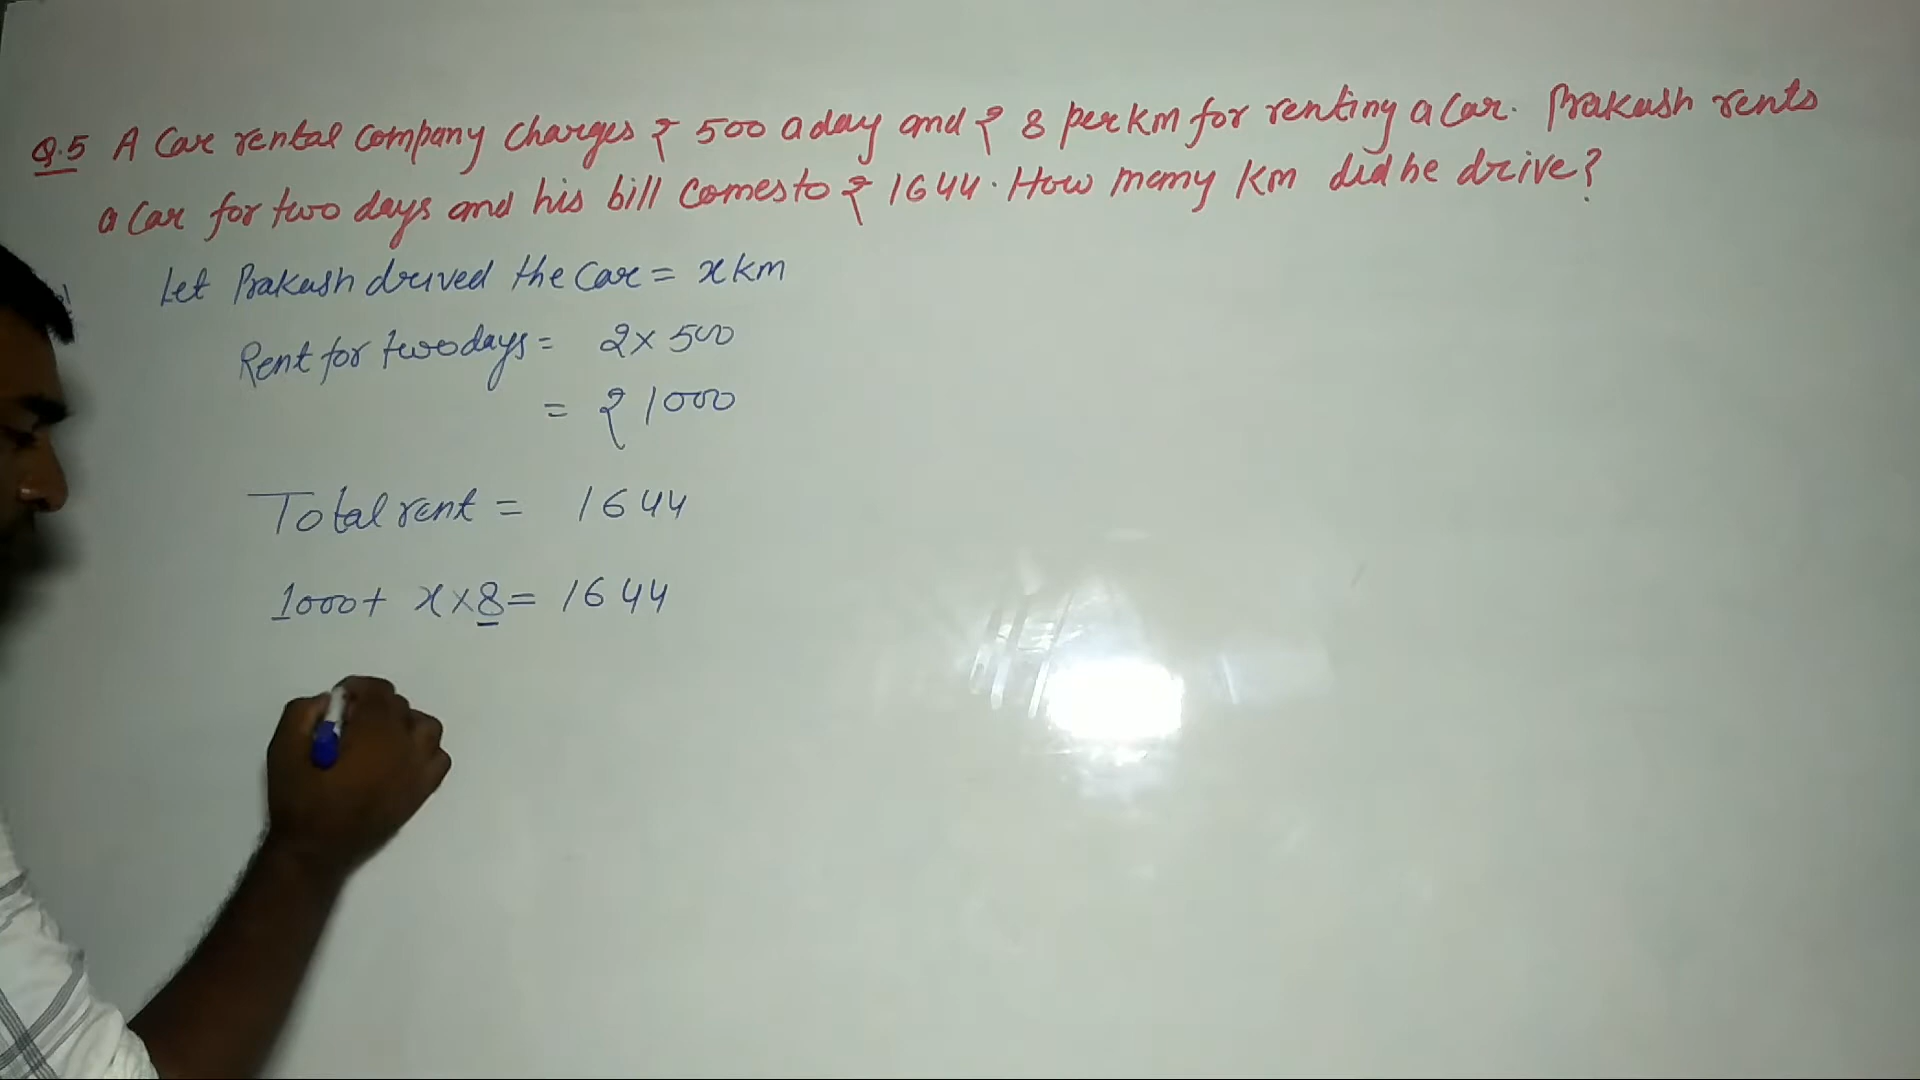 Q.5 A Car rental company charges ₹ 500 a day and ₹ 8 per km for renting a car. Prakash rents
a car for two days and his bill comes to ₹ 1644. How many km did he drive?
Let Prakash drived the car = x km
Rent for two days = 2 × 500
= ₹ 1000
Total rent = 1644
1000 + x × 8 = 1644